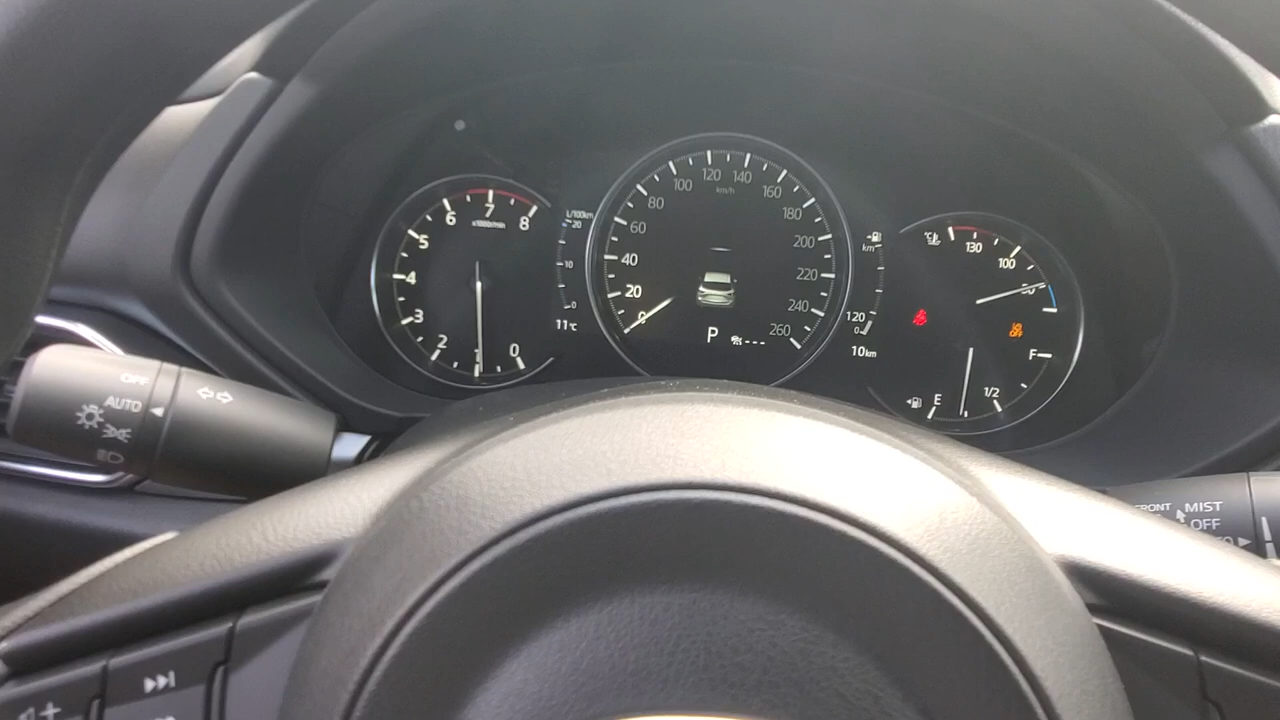 OFF
AUTO
0
1
2
3
4
5
6
7
8
x1000r/min
L/100km
20
10
0
11℃
0
20
40
60
80
100
120
140
160
180
200
220
240
260
km/h
P
---
km
120
0
10km
℃
130
100
OFF
F
1/2
E
FRONT
MIST
OFF